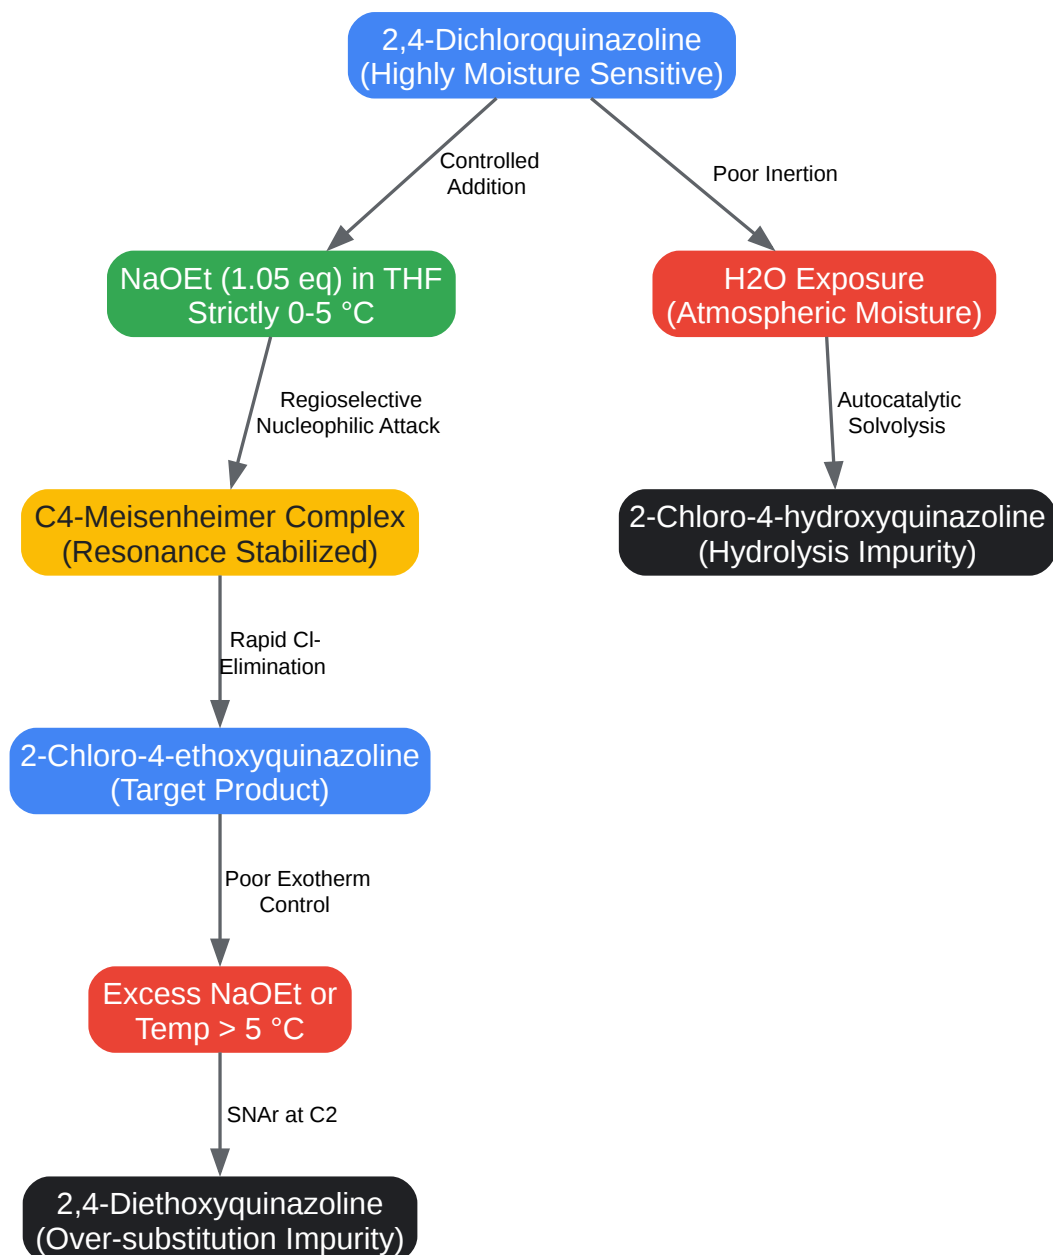 2,4-Dichloroquinazoline
(Highly Moisture Sensitive)
Controlled
Addition
Poor Inertion
NaOEt (1.05 eq) in THF
Strictly 0-5 °C
H2O Exposure
(Atmospheric Moisture)
Regioselective
Nucleophilic Attack
Autocatalytic
Solvolysis
C4-Meisenheimer Complex
(Resonance Stabilized)
2-Chloro-4-hydroxyquinazoline
(Hydrolysis Impurity)
Rapid Cl-
Elimination
2-Chloro-4-ethoxyquinazoline
(Target Product)
Poor Exotherm
Control
Excess NaOEt or
Temp > 5 °C
SNAr at C2
2,4-Diethoxyquinazoline
(Over-substitution Impurity)